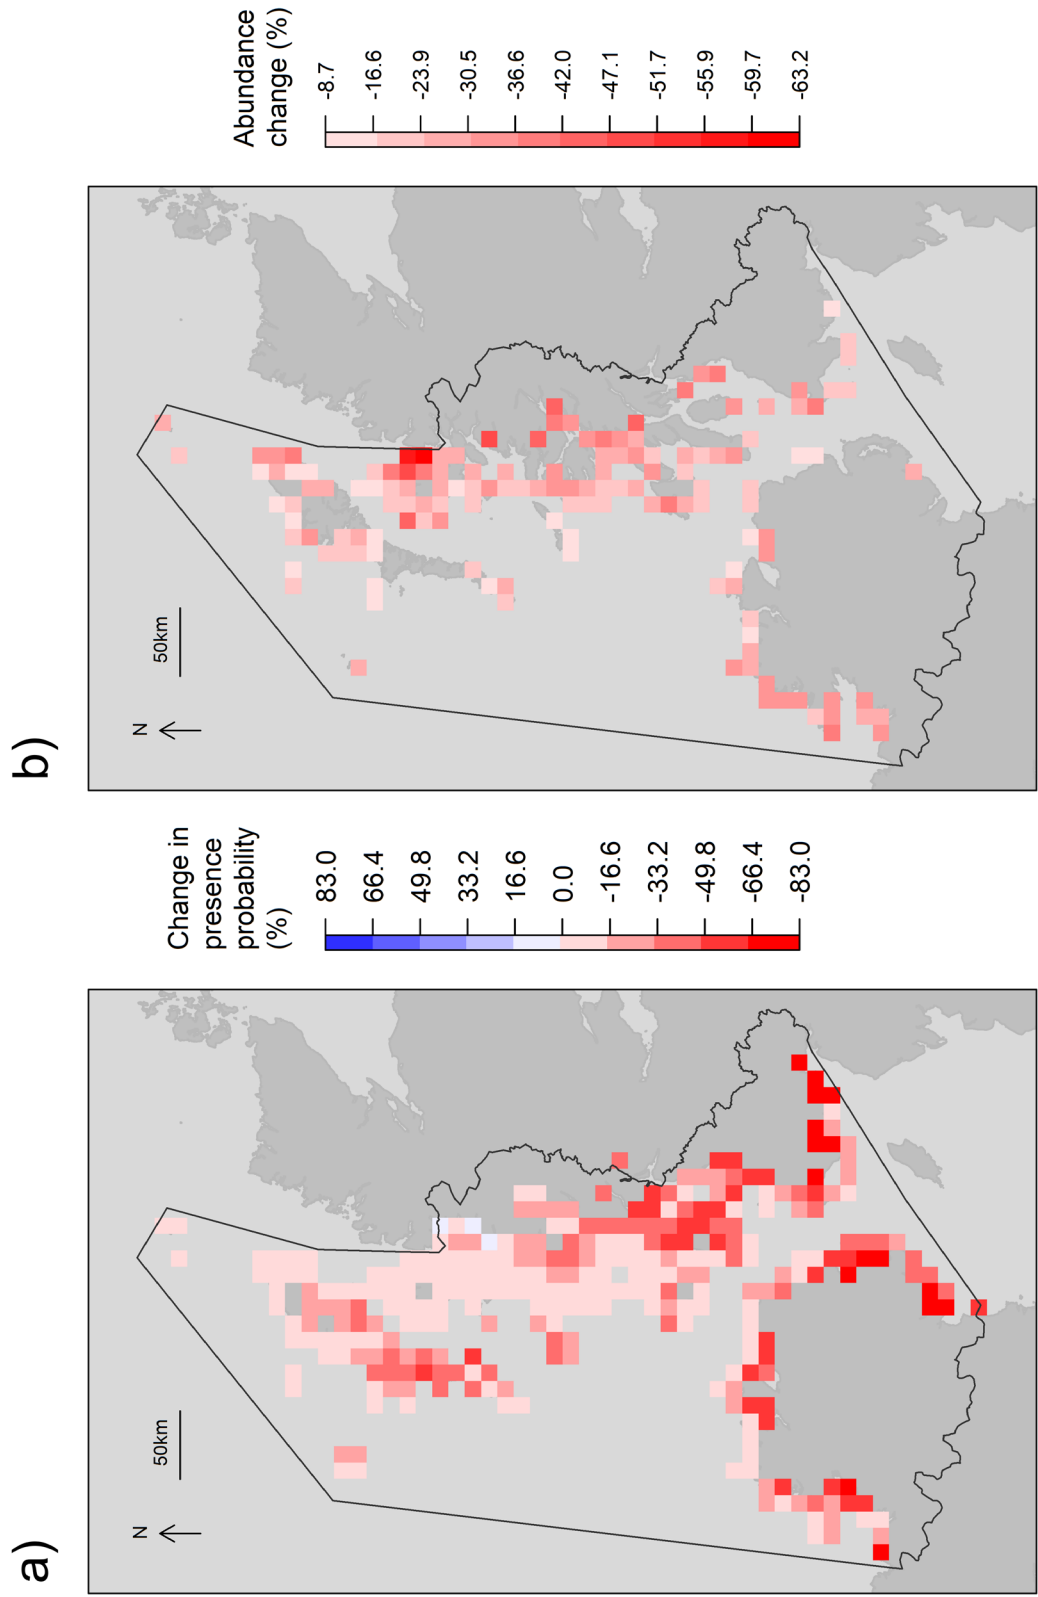 a)
N
50km
Change in
presence
probability
(%)
83.0
66.4
49.8
33.2
16.6
0.0
-16.6
-33.2
-49.8
-66.4
-83.0
b)
N
50km
Abundance
change (%)
-8.7
-16.6
-23.9
-30.5
-36.6
-42.0
-47.1
-51.7
-55.9
-59.7
-63.2